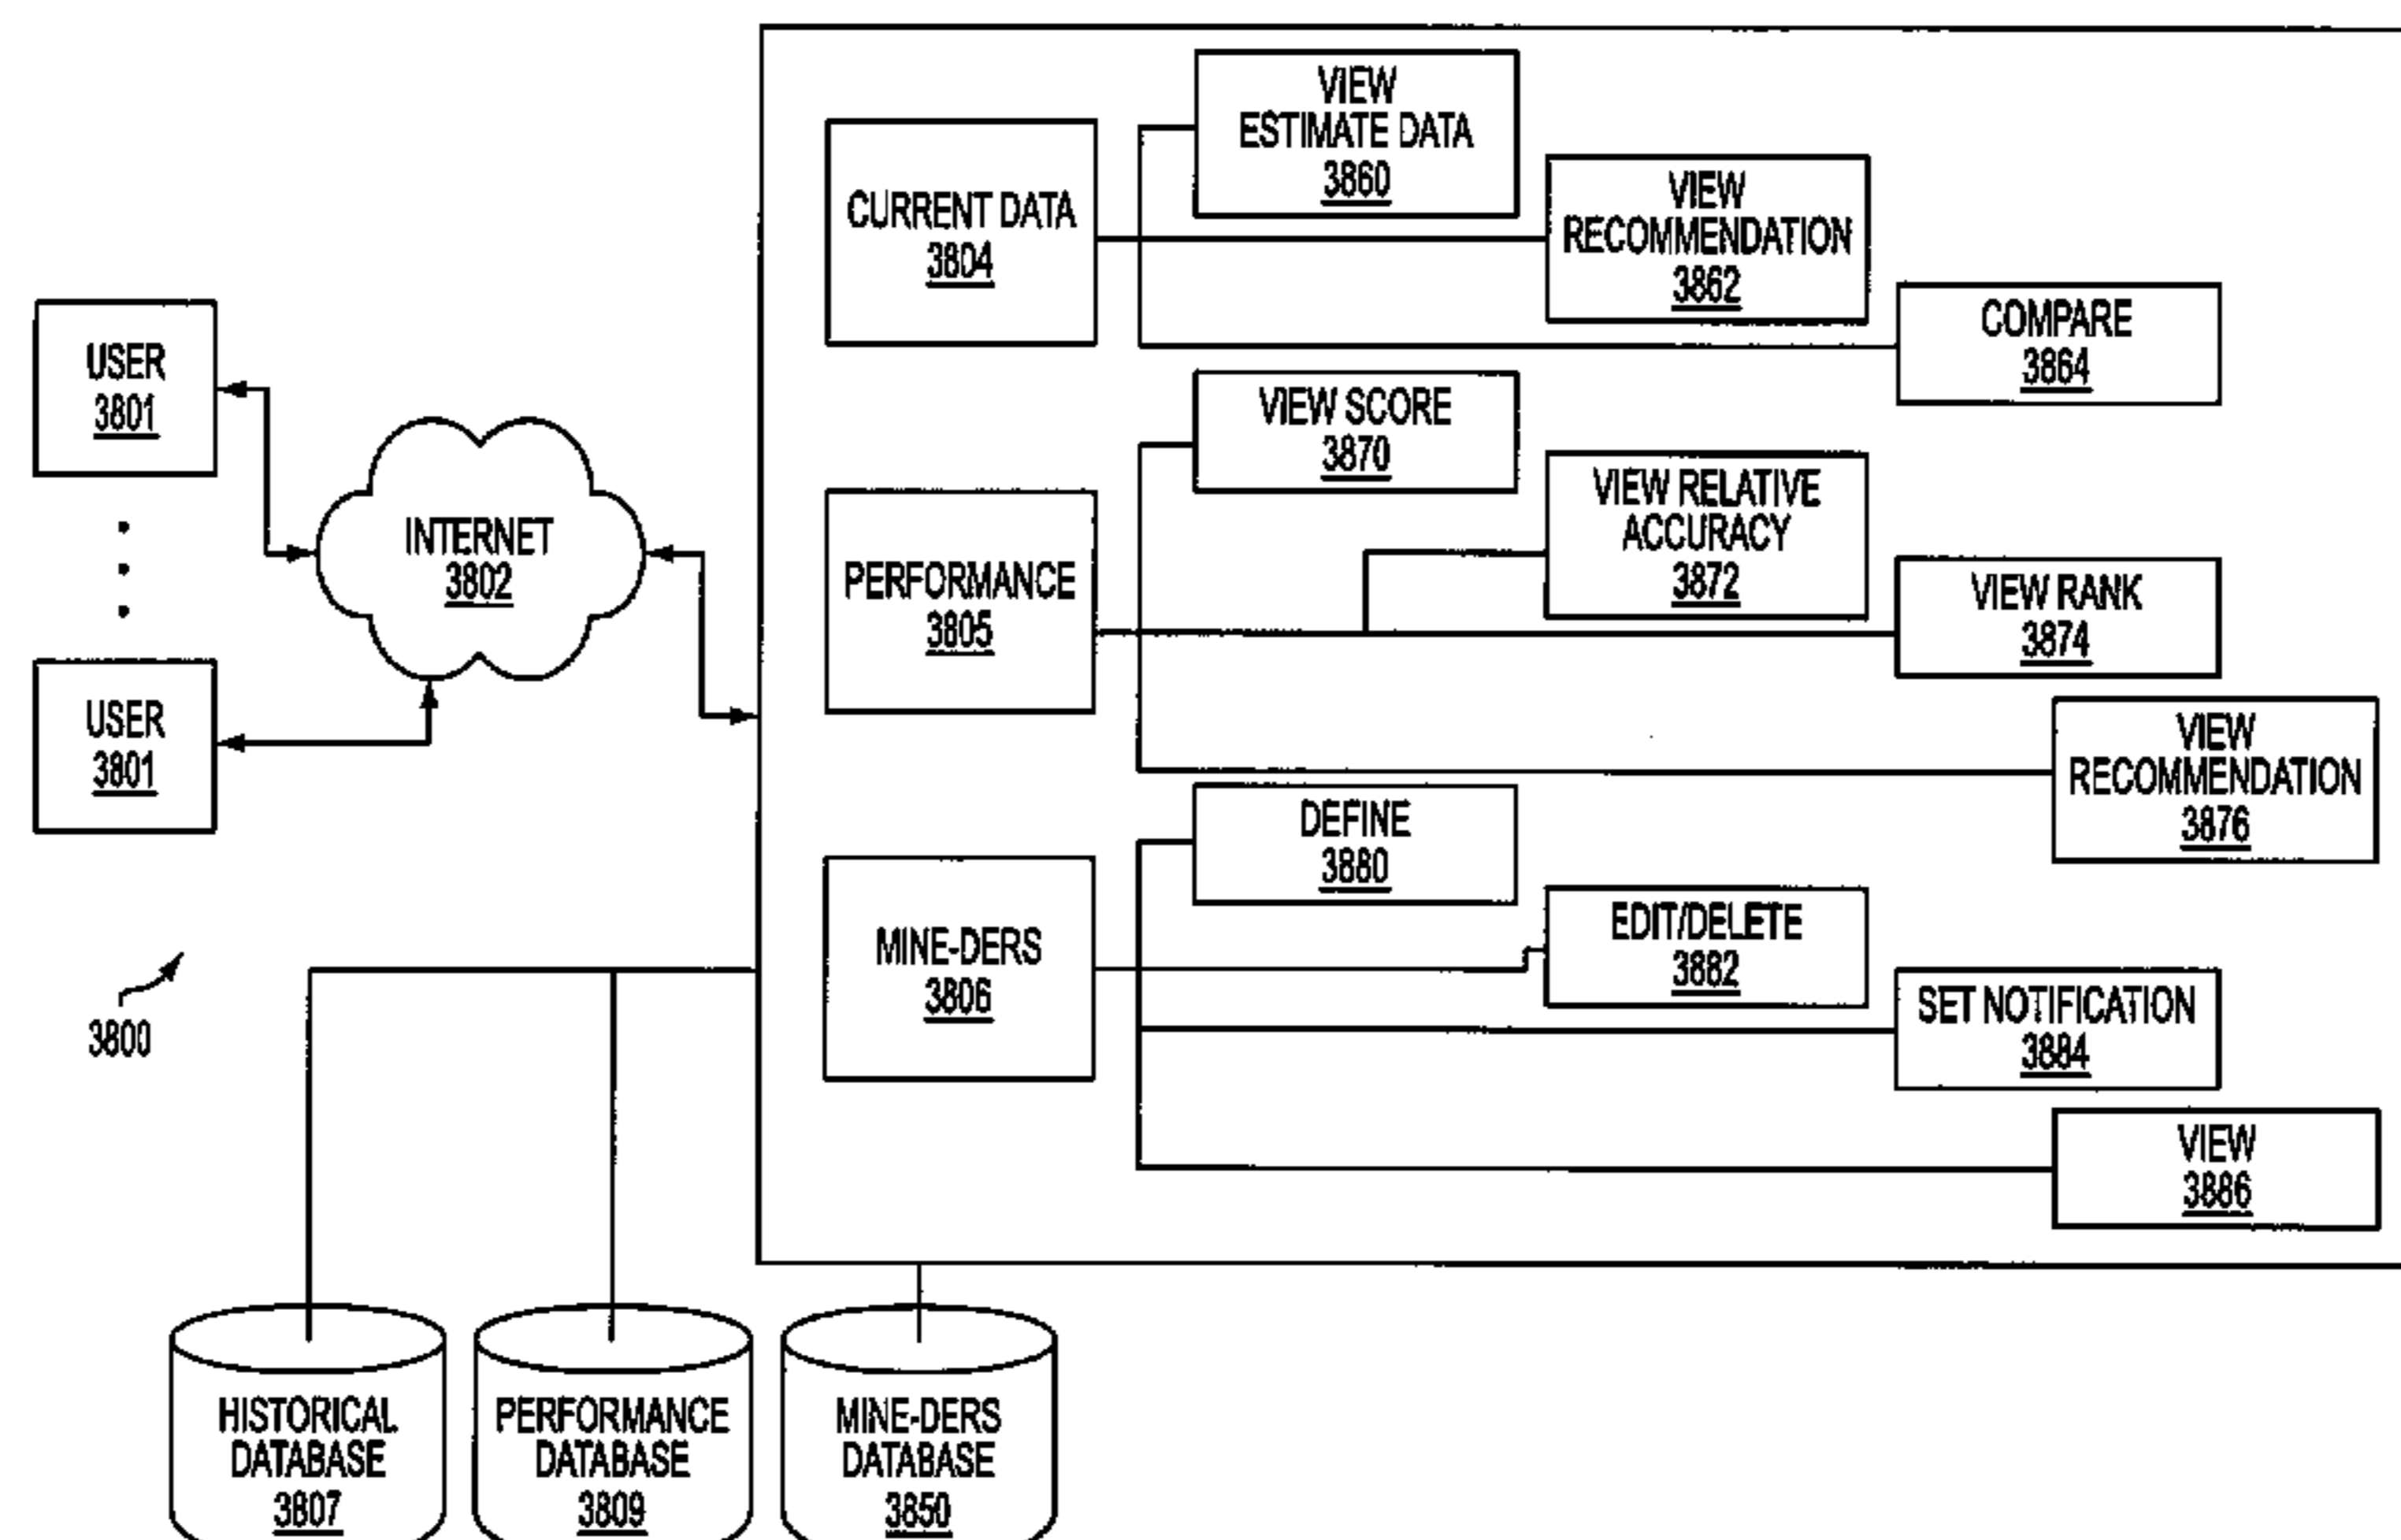 USER
3801
USER
3801
INTERNET
3802
3800
CURRENT DATA
3804
VIEW
ESTIMATE DATA
3860
VIEW
RECOMMENDATION
3862
COMPARE
3864
PERFORMANCE
3805
VIEW SCORE
3870
VIEW RELATIVE
ACCURACY
3872
VIEW RANK
3874
VIEW
RECOMMENDATION
3876
MINE-DERS
3806
DEFINE
3880
EDIT/DELETE
3882
SET NOTIFICATION
3884
VIEW
3886
HISTORICAL
DATABASE
3807
PERFORMANCE
DATABASE
3809
MINE-DERS
DATABASE
3850